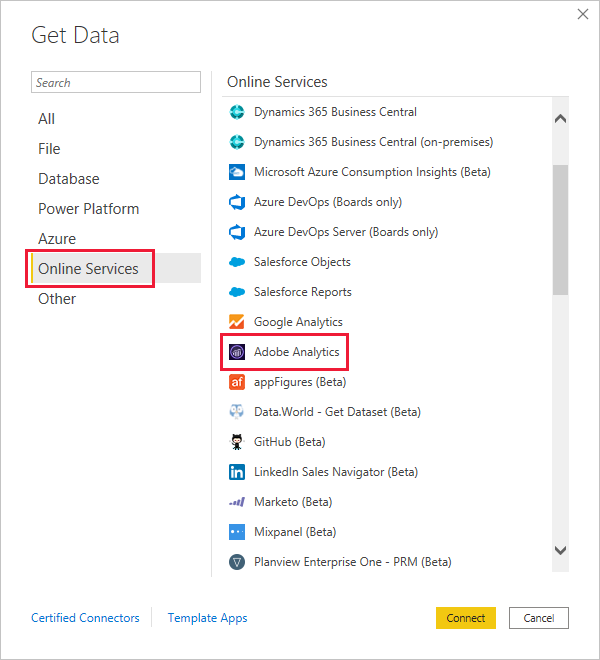 Get Data
Search
All
File
Database
Power Platform
Azure
Online Services
Other
Online Services
Dynamics 365 Business Central
Dynamics 365 Business Central (on-premises)
Microsoft Azure Consumption Insights (Beta)
Azure DevOps (Boards only)
Azure DevOps Server (Boards only)
Salesforce Objects
Salesforce Reports
Google Analytics
Adobe Analytics
af appFigures (Beta)
Data.World - Get Dataset (Beta)
GitHub (Beta)
in LinkedIn Sales Navigator (Beta)
Marketo (Beta)
Mixpanel (Beta)
Planview Enterprise One - PRM (Beta)
Certified Connectors
Template Apps
Connect
Cancel